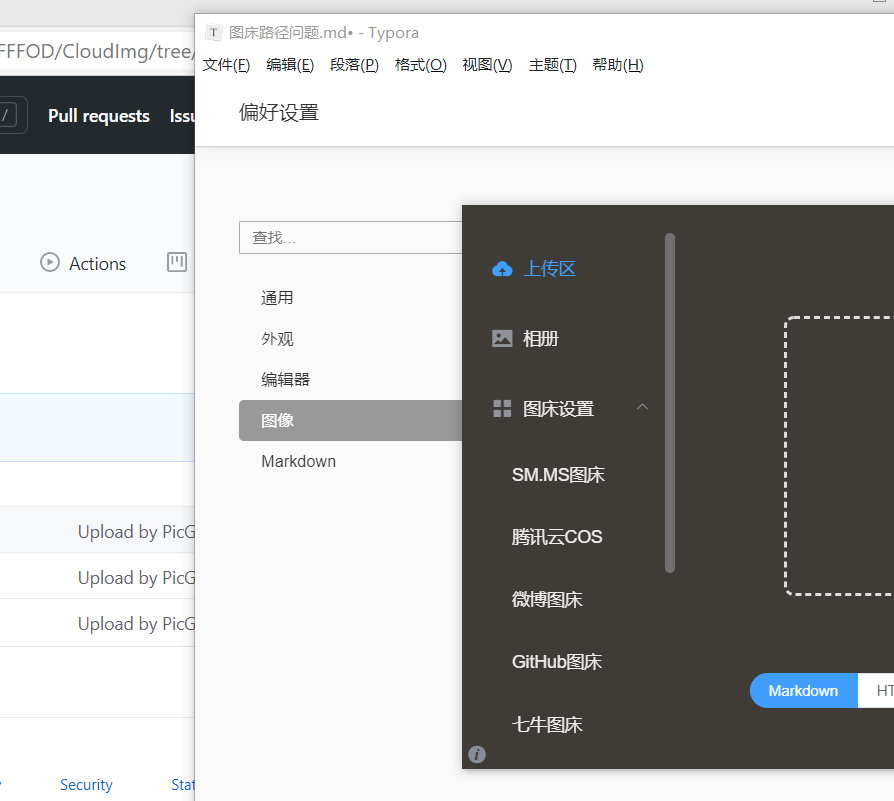 图床路径问题.md• - Typora
文件(F) 编辑(E) 段落(P) 格式(O) 视图(V) 主题(T) 帮助(H)
偏好设置
查找…
通用
外观
编辑器
图像
Markdown
FFFOD/CloudImg/tree/
/
Pull requests Issu
Actions
Upload by PicG
Upload by PicG
Upload by PicG
Security Stat
上传区
相册
图床设置
SM.MS图床
腾讯云COS
微博图床
GitHub图床
七牛图床
Markdown HT